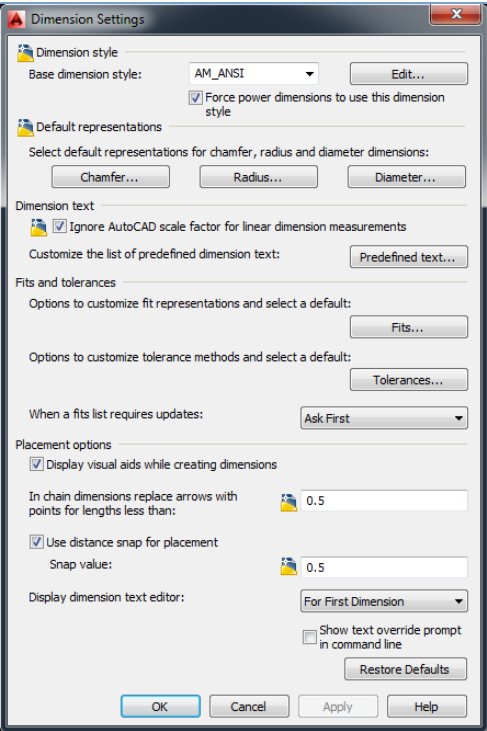 Dimension Settings
Dimension style
Base dimension style:
AM_ANSI
Edit...
Force power dimensions to use this dimension
style
Default representations
Select default representations for chamfer, radius and diameter dimensions:
Chamfer...
Radius...
Diameter...
Dimension text
Ignore AutoCAD scale factor for linear dimension measurements
Customize the list of predefined dimension text:
Predefined text...
Fits and tolerances
Options to customize fit representations and select a default:
Fits...
Options to customize tolerance methods and select a default:
Tolerances...
When a fits list requires updates:
Ask First
Placement options
Display visual aids while creating dimensions
In chain dimensions replace arrows with
points for lengths less than:
0.5
Use distance snap for placement
Snap value:
0.5
Display dimension text editor:
For First Dimension
Show text override prompt
in command line
Restore Defaults
OK
Cancel
Apply
Help